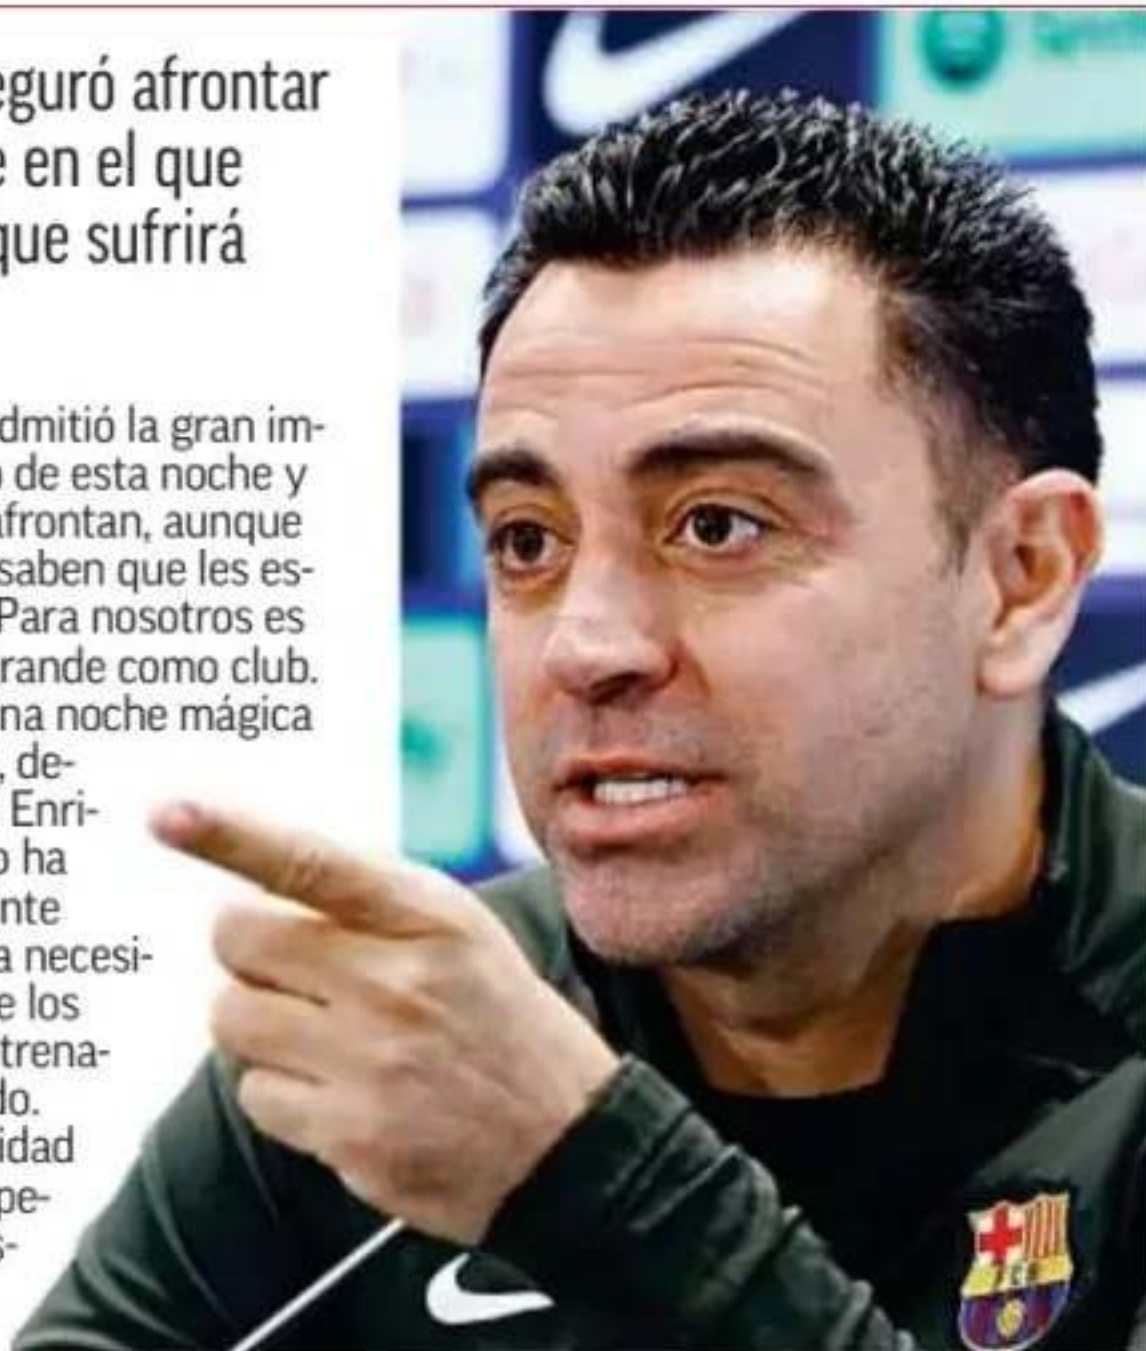 eguró afrontar
e en el que
que sufrirá
dmitió la gran im-
o de esta noche y
afrontan, aunque
saben que les es-
Para nosotros es
rande como club.
na noche mágica
, de-
Enri-
o ha
nte
a necesi-
e los
trena-
do.
idad
pe-
s-
FCB